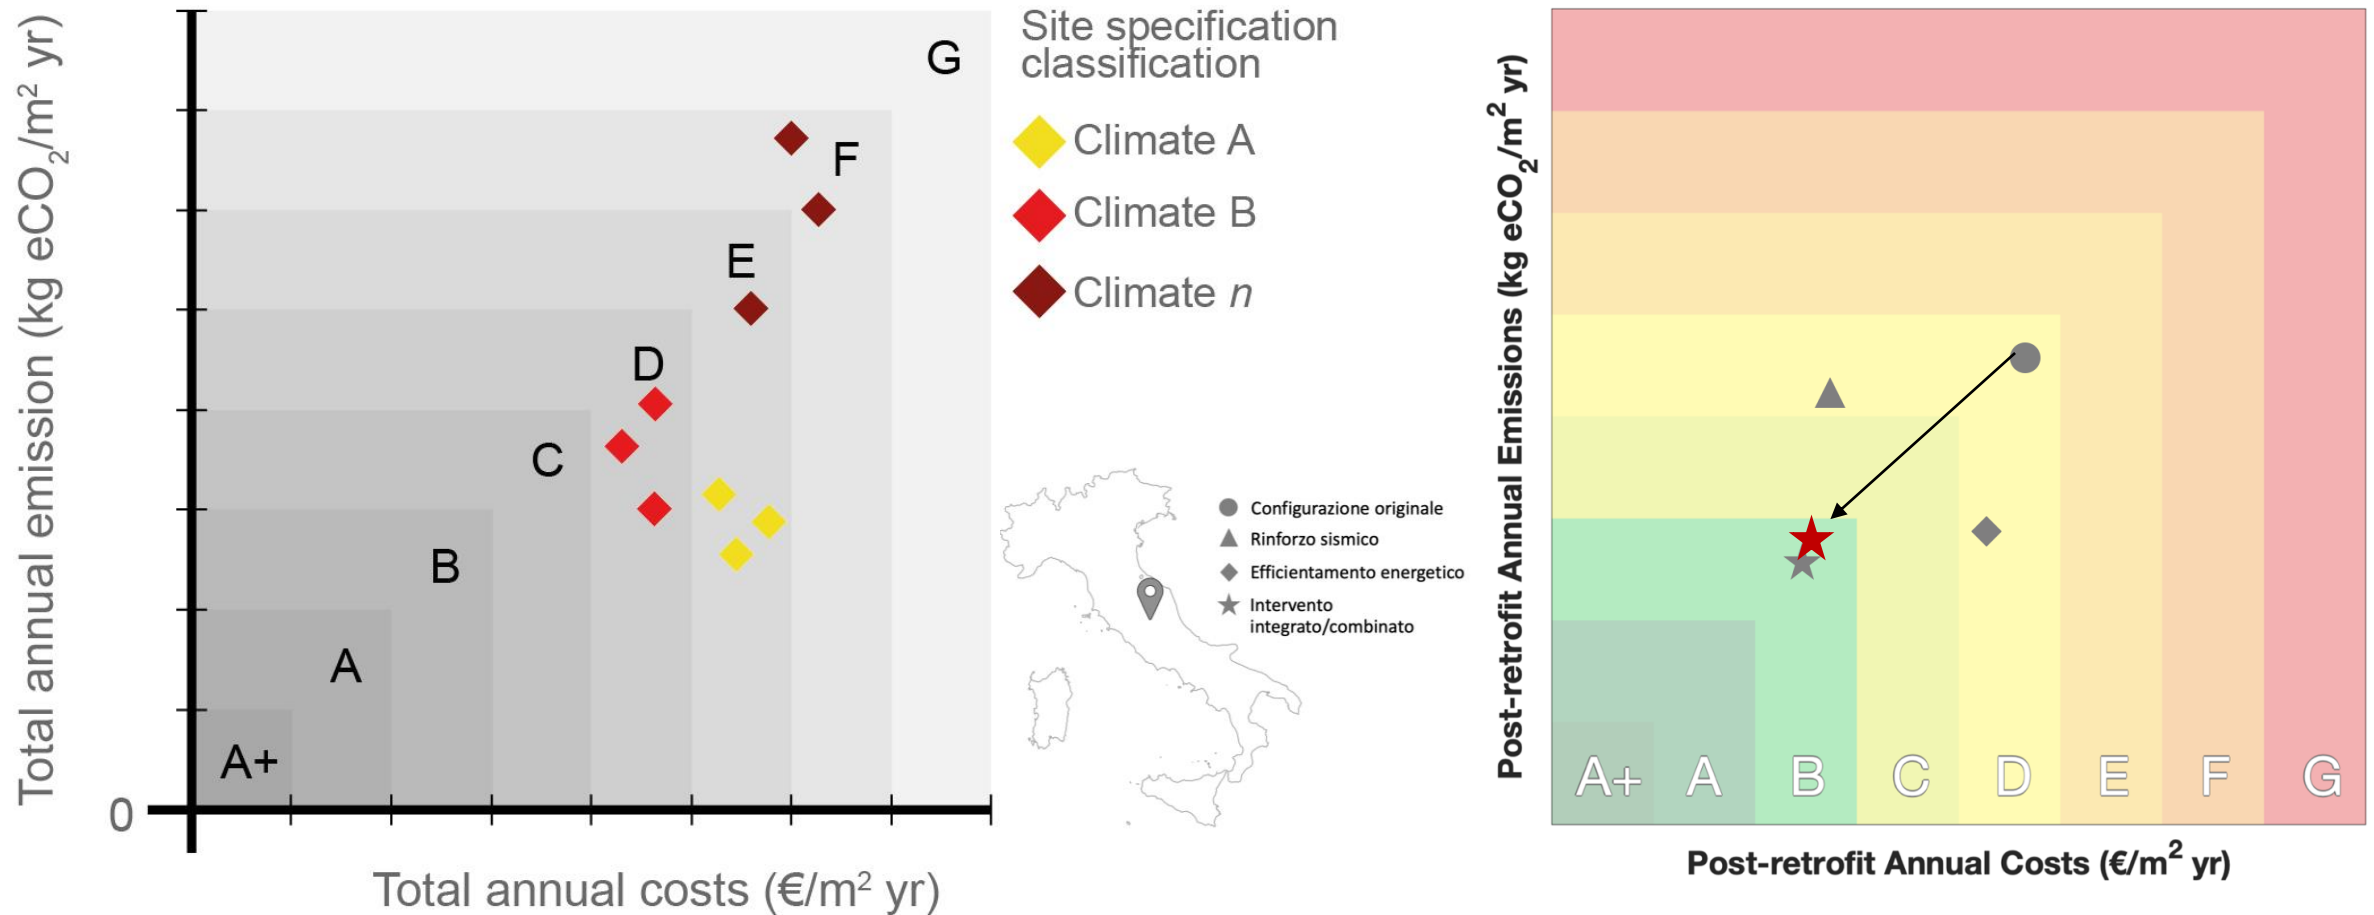 Total annual emission (kg eCO2/m² yr)
G
F
E
D
C
B
A
A+
0
Total annual costs (€/m² yr)
Site specification
classification
Climate A
Climate B
Climate n
Configurazione originale
Rinforzo sismico
Efficientamento energetico
Intervento
integrato/combinato
Post-retrofit Annual Emissions (kg eCO2/m² yr)
A+ A B C D E F G
Post-retrofit Annual Costs (€/m² yr)